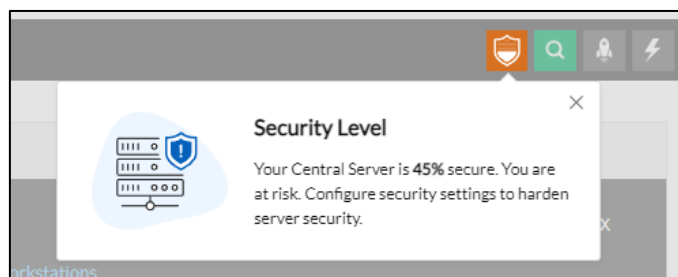 Security Level
Your Central Server is 45% secure. You are
at risk. Configure security settings to harden
server security.
x
orkstations